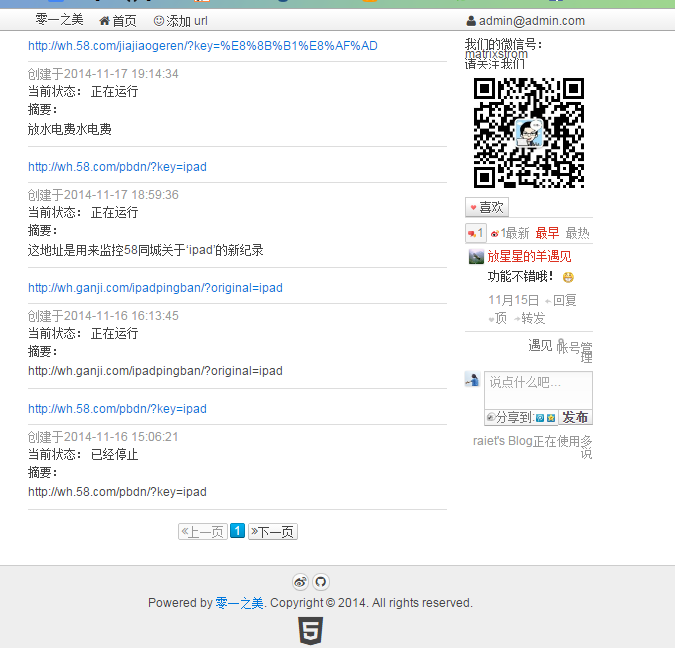 零一之美 首页 添加 url admin@admin.com
http://wh.58.com/jiajiaogeren/?key=%E8%8B%B1%E8%AF%AD
创建于2014-11-17 19:14:34
当前状态： 正在运行
摘要：
放水电费水电费
http://wh.58.com/pbdn/?key=ipad
创建于2014-11-17 18:59:36
当前状态： 正在运行
摘要：
这地址是用来监控58同城关于‘ipad’的新纪录
http://wh.ganji.com/ipadpingban/?original=ipad
创建于2014-11-16 16:13:45
当前状态： 正在运行
摘要：
http://wh.ganji.com/ipadpingban/?original=ipad
http://wh.58.com/pbdn/?key=ipad
创建于2014-11-16 15:06:21
当前状态： 已经停止
摘要：
http://wh.58.com/pbdn/?key=ipad
«上一页 1 »下一页
我们的微信号：
matrixstrom
请关注我们
喜欢
1 1最新 最早 最热
放星星的羊遇见
功能不错哦！
11月15日 回复
顶 转发
遇见 帐号管
理
说点什么吧...
分享到: 发布
raiet's Blog正在使用多
说
Powered by 零一之美. Copyright © 2014. All rights reserved.
5